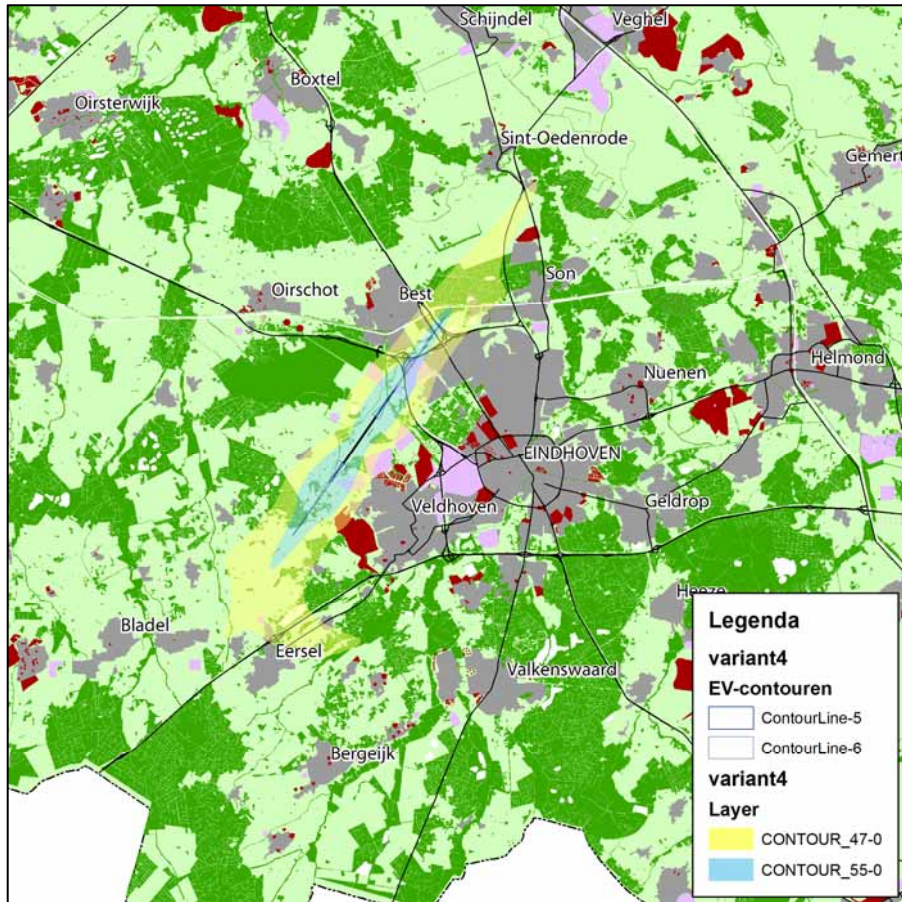 Schijndel
Veghel
Boxtel
Oirsterwijk
Sint-Oedenrode
Gemert
Son
Oirschot
Best
Helmond
Nuenen
EINDHOVEN
Geldrop
Veldhoven
Heeze
Bladel
Eersel
Valkenswaard
Bergeijk
Legenda
variant4
EV-contouren
ContourLine-5
ContourLine-6
variant4
Layer
CONTOUR_47-0
CONTOUR_55-0